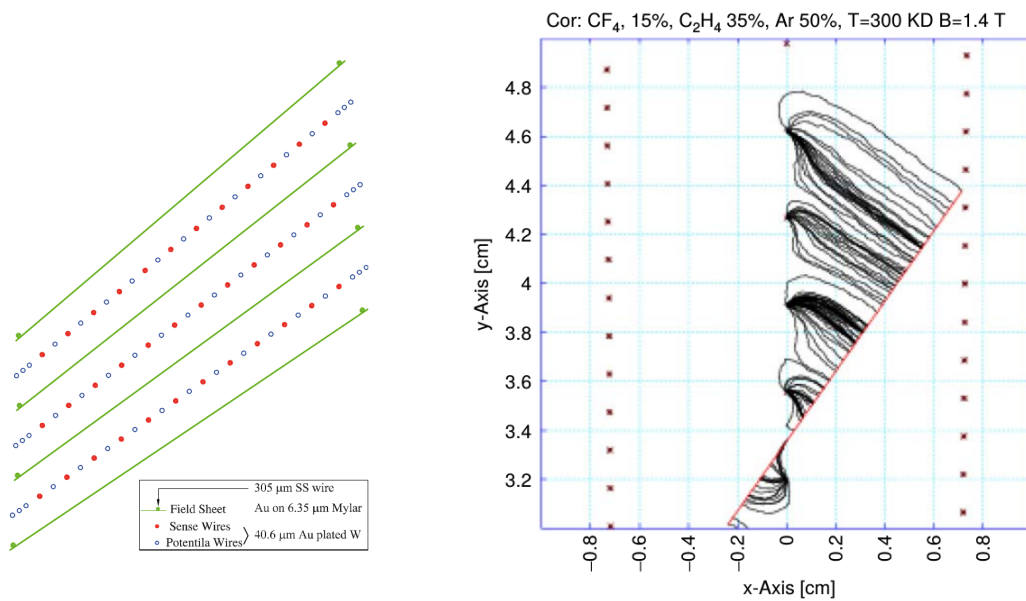 305 μm SS wire
Field Sheet Au on 6.35 μm Mylar
Sense Wires
Potentila Wires 40.6 μm Au plated W
Cor: CF4, 15%, C2H4 35%, Ar 50%, T=300 KD B=1.4 T
y-Axis [cm]
4.8
4.6
4.4
4.2
4
3.8
3.6
3.4
3.2
−0.8
−0.6
−0.4
−0.2
0
0.2
0.4
0.6
0.8
x-Axis [cm]